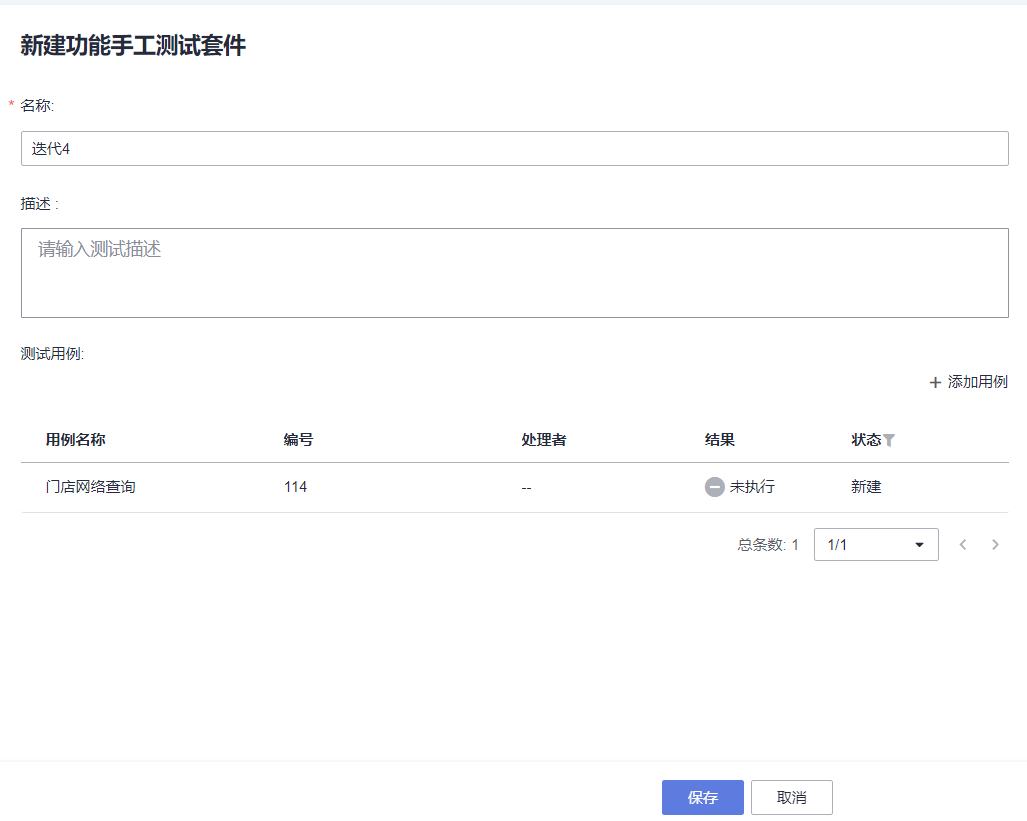 新建功能手工测试套件
* 名称:
迭代4
描述 :
请输入测试描述
测试用例:
+ 添加用例
用例名称 编号 处理者 结果 状态
门店网络查询 114 -- 未执行 新建
总条数: 1 1/1 < >
保存 取消